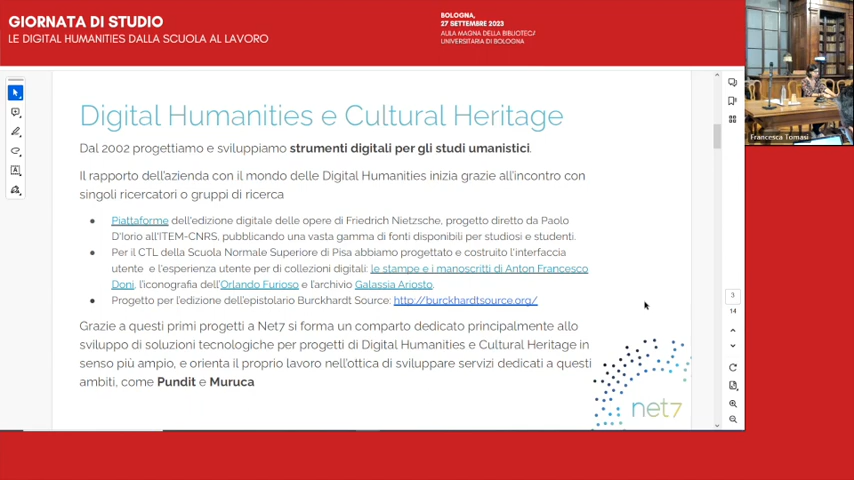 GIORNATA DI STUDIO
LE DIGITAL HUMANITIES DALLA SCUOLA AL LAVORO
BOLOGNA,
27 SETTEMBRE 2023
AULA MAGNA DELLA BIBLIOTECA
UNIVERSITARIA DI BOLOGNA
Francesca Tomasi
Digital Humanities e Cultural Heritage
Dal 2002 progettiamo e sviluppiamo strumenti digitali per gli studi umanistici.
Il rapporto dell'azienda con il mondo delle Digital Humanities inizia grazie all'incontro con
singoli ricercatori o gruppi di ricerca
● Piattaforme dell'edizione digitale delle opere di Friedrich Nietzsche, progetto diretto da Paolo
D'Iorio all'ITEM-CNRS, pubblicando una vasta gamma di fonti disponibili per studiosi e studenti.
● Per il CTL della Scuola Normale Superiore di Pisa abbiamo progettato e costruito l'interfaccia
utente e l'esperienza utente per di collezioni digitali: le stampe e i manoscritti di Anton Francesco
Doni, l'iconografia dell'Orlando Furioso e l'archivio Galassia Ariosto.
● Progetto per l'edizione dell'epistolario Burckhardt Source: http://burckhardtsource.org/
Grazie a questi primi progetti a Net7 si forma un comparto dedicato principalmente allo
sviluppo di soluzioni tecnologiche per progetti di Digital Humanities e Cultural Heritage in
senso più ampio, e orienta il proprio lavoro nell'ottica di sviluppare servizi dedicati a questi
ambiti, come Pundit e Muruca
net7
3
14